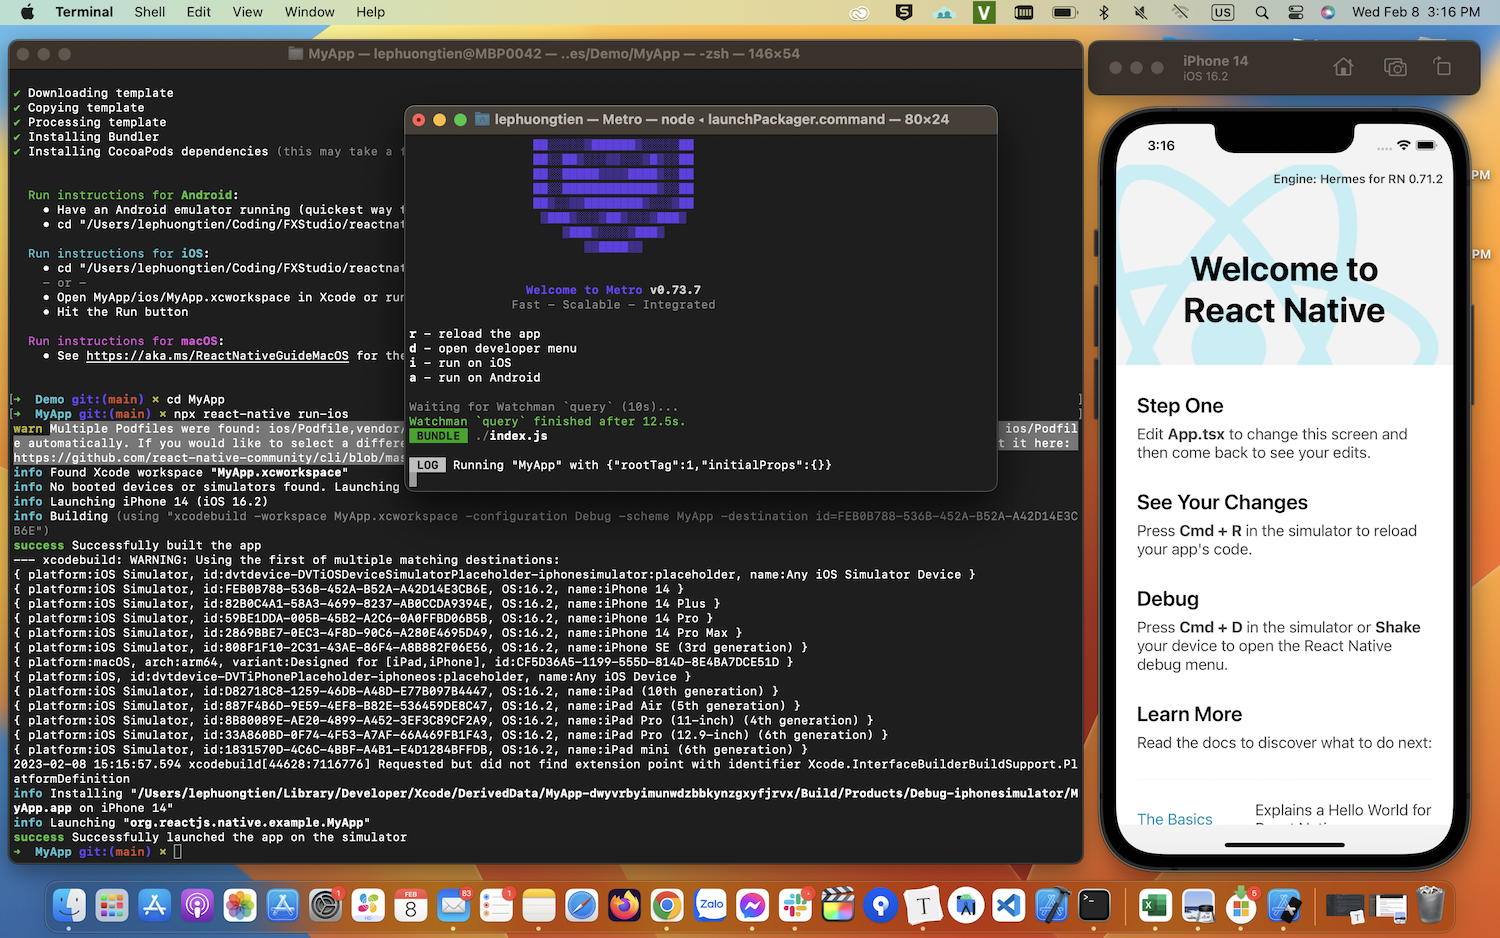 Terminal Shell Edit View Window Help
US Wed Feb 8 3:16 PM
MyApp — lephuongtien@MBP0042 — ..es/Demo/MyApp — -zsh — 146×54
✔ Downloading template
✔ Copying template
✔ Processing template
✔ Installing Bundler
✔ Installing CocoaPods dependencies (this may take a
Run instructions for Android:
• Have an Android emulator running (quickest way
• cd "/Users/lephuongtien/Coding/FXStudio/reactnat
Run instructions for iOS:
• cd "/Users/lephuongtien/Coding/FXStudio/reactnat
- or -
• Open MyApp/ios/MyApp.xcworkspace in Xcode or run
• Hit the Run button
Run instructions for macOS:
• See https://aka.ms/ReactNativeGuideMacOS for the
[➜ Demo git:(main) × cd MyApp ]
[➜ MyApp git:(main) × npx react-native run-ios ]
warn Multiple Podfiles were found: ios/Podfile,vendor/ ios/Podfil
e automatically. If you would like to select a differe t it here:
https://github.com/react-native-community/cli/blob/mas
info Found Xcode workspace "MyApp.xcworkspace"
info No booted devices or simulators found. Launching
info Launching iPhone 14 (iOS 16.2)
info Building (using "xcodebuild -workspace MyApp.xcworkspace -configuration Debug -scheme MyApp -destination id=FEB0B788-536B-452A-B52A-A42D14E3C
B6E")
success Successfully built the app
--- xcodebuild: WARNING: Using the first of multiple matching destinations:
{ platform:iOS Simulator, id:dvtdevice-DVTiOSDeviceSimulatorPlaceholder-iphonesimulator:placeholder, name:Any iOS Simulator Device }
{ platform:iOS Simulator, id:FEB0B788-536B-452A-B52A-A42D14E3CB6E, OS:16.2, name:iPhone 14 }
{ platform:iOS Simulator, id:82B0C4A1-58A3-4699-8237-AB0CCDA9394E, OS:16.2, name:iPhone 14 Plus }
{ platform:iOS Simulator, id:59BE1DDA-005B-45B2-A2C6-0A0FFBD06B5B, OS:16.2, name:iPhone 14 Pro }
{ platform:iOS Simulator, id:2869BBE7-0EC3-4F8D-90C6-A280E4695D49, OS:16.2, name:iPhone 14 Pro Max }
{ platform:iOS Simulator, id:808F1F10-2C31-43AE-86F4-A8B882F06E56, OS:16.2, name:iPhone SE (3rd generation) }
{ platform:macOS, arch:arm64, variant:Designed for [iPad,iPhone], id:CF5D36A5-1199-555D-814D-8E4BA7DCE51D }
{ platform:iOS, id:dvtdevice-DVTiPhonePlaceholder-iphoneos:placeholder, name:Any iOS Device }
{ platform:iOS Simulator, id:D82718C8-1259-46DB-A48D-E77B097B4447, OS:16.2, name:iPad (10th generation) }
{ platform:iOS Simulator, id:887F4B6D-9E59-4EF8-B82E-536459DE8C47, OS:16.2, name:iPad Air (5th generation) }
{ platform:iOS Simulator, id:8B80089E-AE20-4899-A452-3EF3C89CF2A9, OS:16.2, name:iPad Pro (11-inch) (4th generation) }
{ platform:iOS Simulator, id:33A860BD-0F74-4F53-A7AF-66A469FB1F43, OS:16.2, name:iPad Pro (12.9-inch) (6th generation) }
{ platform:iOS Simulator, id:1831570D-4C6C-4BBF-A4B1-E4D1284BFFDB, OS:16.2, name:iPad mini (6th generation) }
2023-02-08 15:15:57.594 xcodebuild[44628:7116776] Requested but did not find extension point with identifier Xcode.InterfaceBuilderBuildSupport.Pl
atformDefinition
info Installing "/Users/lephuongtien/Library/Developer/Xcode/DerivedData/MyApp-dwyvrbyimunwdzbbkynzgxyfjrvx/Build/Products/Debug-iphonesimulator/M
yApp.app on iPhone 14"
info Launching "org.reactjs.native.example.MyApp"
success Successfully launched the app on the simulator
➜ MyApp git:(main) ×
lephuongtien — Metro — node ◂ launchPackager.command — 80×24
Welcome to Metro v0.73.7
Fast - Scalable - Integrated
r - reload the app
d - open developer menu
i - run on iOS
a - run on Android
Waiting for Watchman `query` (10s)...
Watchman `query` finished after 12.5s.
BUNDLE ./index.js
LOG Running "MyApp" with {"rootTag":1,"initialProps":{}}
iPhone 14
iOS 16.2
3:16
Engine: Hermes for RN 0.71.2
Welcome to
React Native
Step One
Edit App.tsx to change this screen and
then come back to see your edits.
See Your Changes
Press Cmd + R in the simulator to reload
your app's code.
Debug
Press Cmd + D in the simulator or Shake
your device to open the React Native
debug menu.
Learn More
Read the docs to discover what to do next:
The Basics
Explains a Hello World for
PM
PM
1
FEB
8
83
1
Zalo
T
5